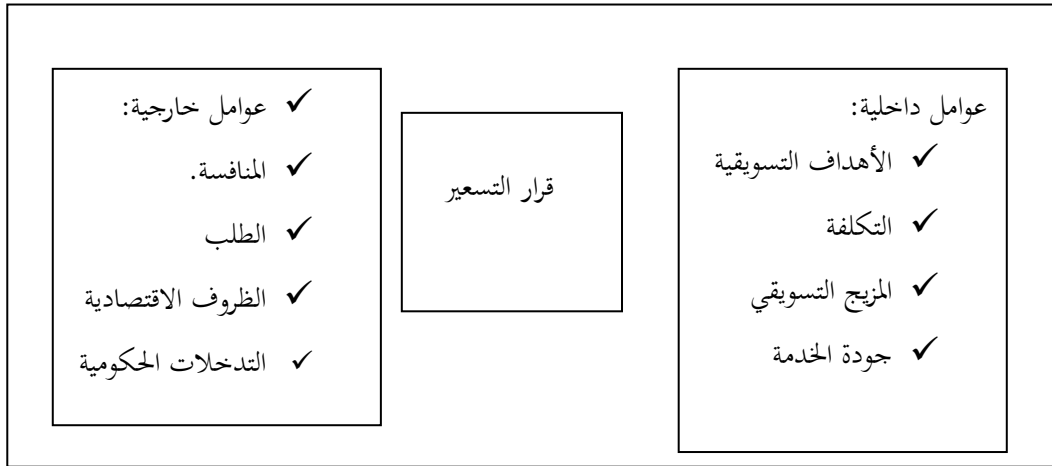 عوامل داخلية:
✓ الأهداف التسويقية
✓ التكلفة
✓ المزيج التسويقي
✓ جودة الخدمة
قرار التسعير
✓ عوامل خارجية:
✓ المنافسة.
✓ الطلب
✓ الظروف الاقتصادية
✓ التدخلات الحكومية